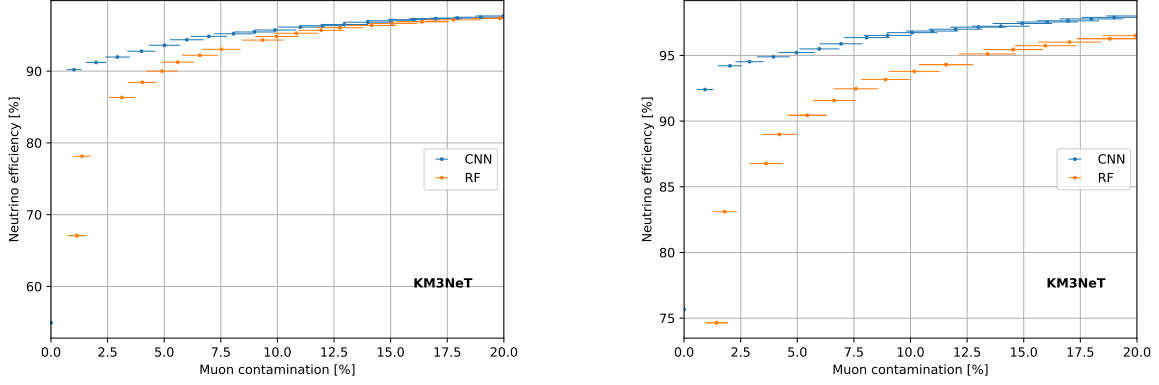 90
80
70
60
Neutrino efficiency [%]
CNN
RF
KM3NeT
0.0 2.5 5.0 7.5 10.0 12.5 15.0 17.5 20.0
Muon contamination [%]
95
90
85
80
75
Neutrino efficiency [%]
CNN
RF
KM3NeT
0.0 2.5 5.0 7.5 10.0 12.5 15.0 17.5 20.0
Muon contamination [%]